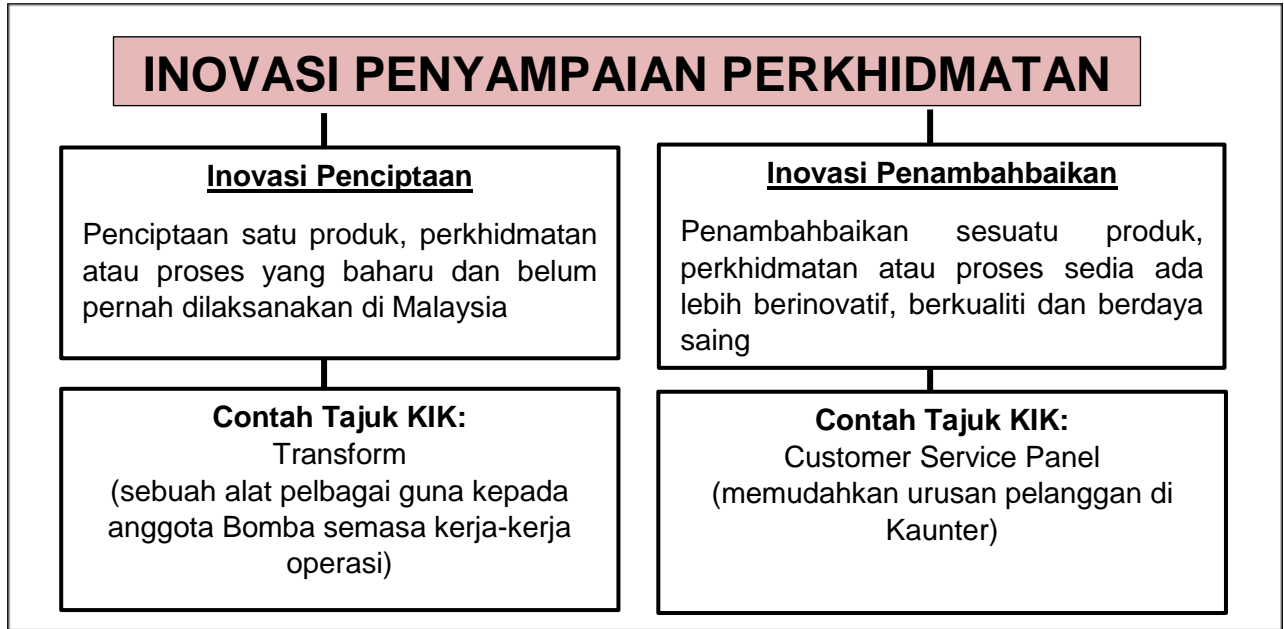 INOVASI PENYAMPAIAN PERKHIDMATAN
Inovasi Penciptaan
Penciptaan satu produk, perkhidmatan
atau proses yang baharu dan belum
pernah dilaksanakan di Malaysia
Inovasi Penambahbaikan
Penambahbaikan sesuatu produk,
perkhidmatan atau proses sedia ada
lebih berinovatif, berkualiti dan berdaya
saing
Contah Tajuk KIK:
Transform
(sebuah alat pelbagai guna kepada
anggota Bomba semasa kerja-kerja
operasi)
Contah Tajuk KIK:
Customer Service Panel
(memudahkan urusan pelanggan di
Kaunter)